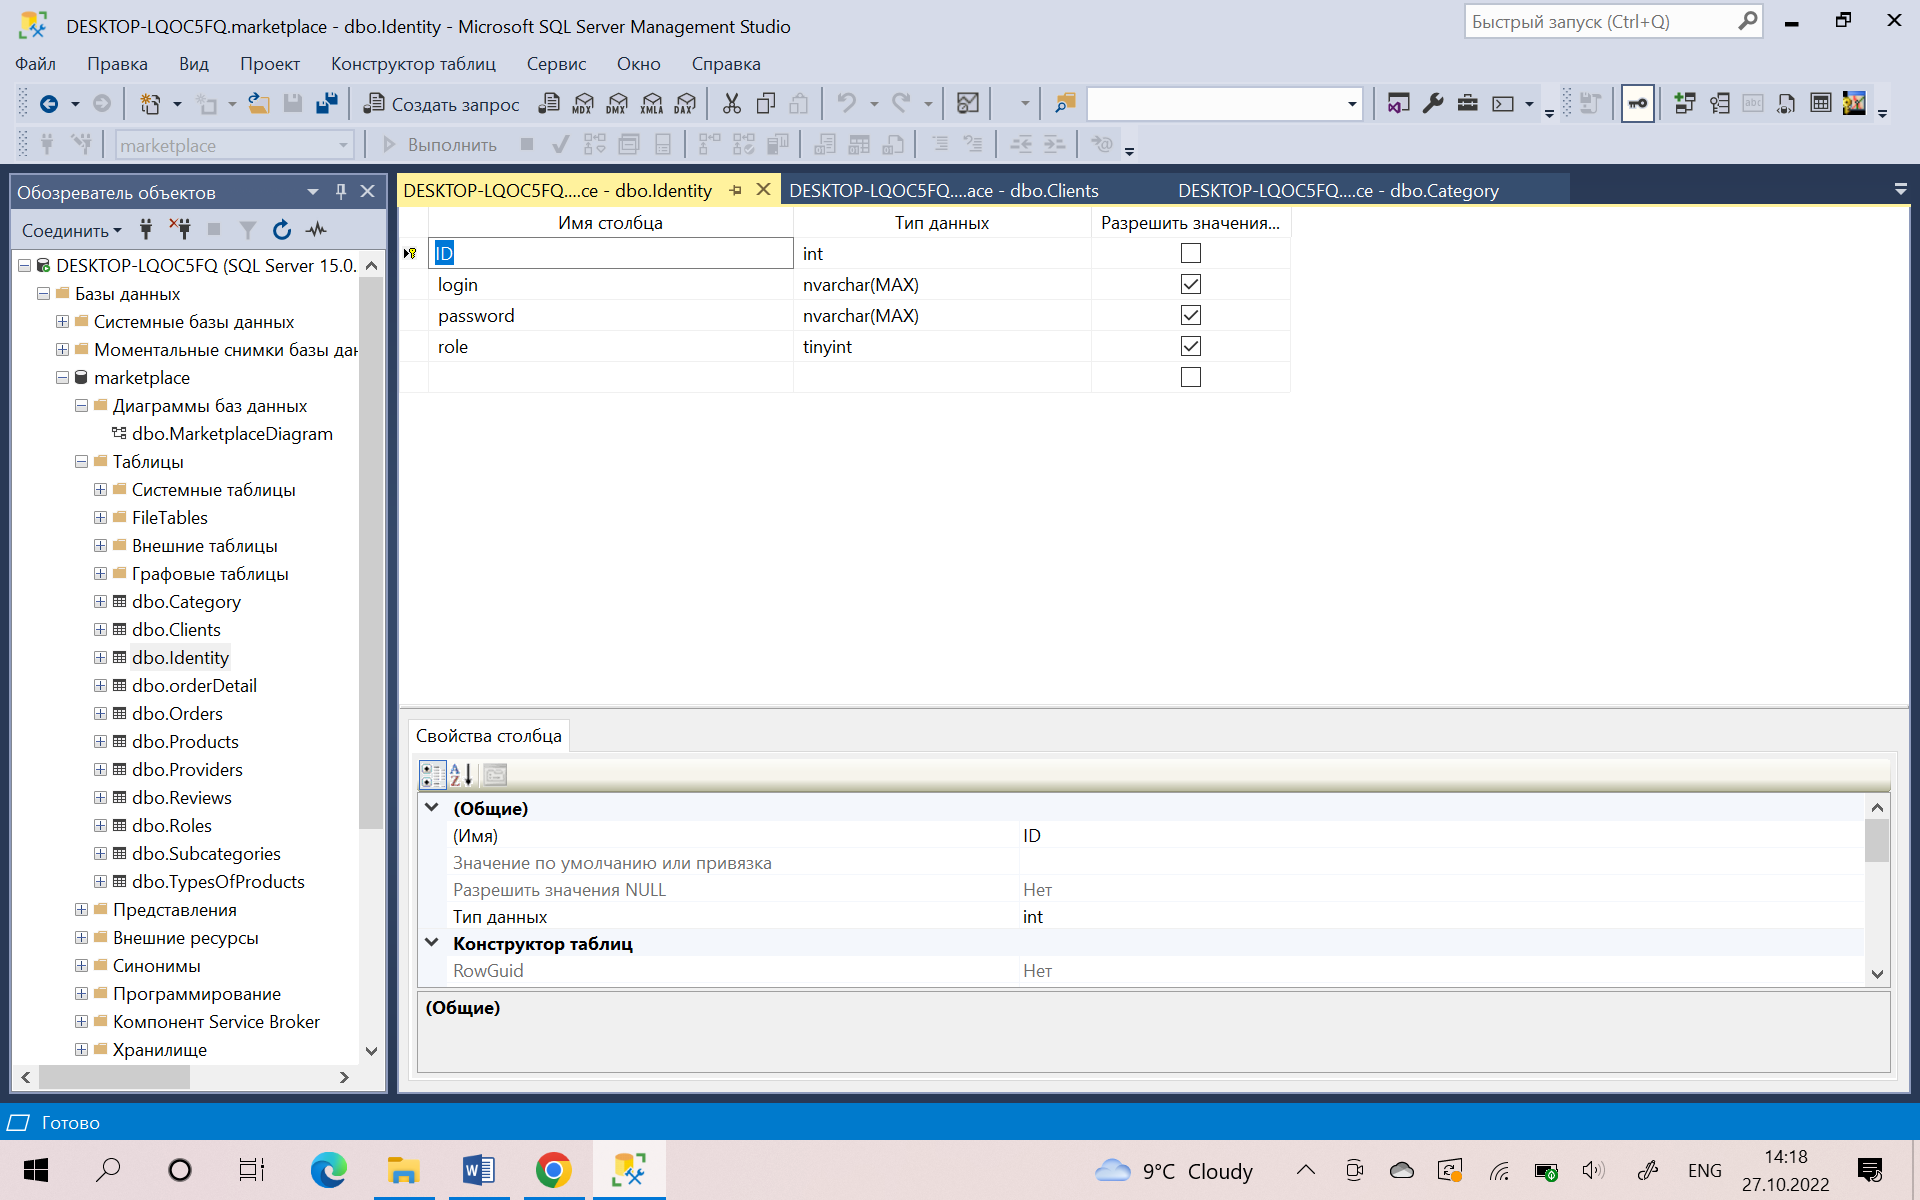 DESKTOP-LQOC5FQ.marketplace - dbo.Identity - Microsoft SQL Server Management Studio
Быстрый запуск (Ctrl+Q)
Файл Правка Вид Проект Конструктор таблиц Сервис Окно Справка
Создать запрос MDX DMX XMLA DAX abc
marketplace Выполнить
Обозреватель объектов
Соединить
DESKTOP-LQOC5FQ (SQL Server 15.0.
Базы данных
Системные базы данных
Моментальные снимки базы дан
marketplace
Диаграммы баз данных
dbo.MarketplaceDiagram
Таблицы
Системные таблицы
FileTables
Внешние таблицы
Графовые таблицы
dbo.Category
dbo.Clients
dbo.Identity
dbo.orderDetail
dbo.Orders
dbo.Products
dbo.Providers
dbo.Reviews
dbo.Roles
dbo.Subcategories
dbo.TypesOfProducts
Представления
Внешние ресурсы
Синонимы
Программирование
Компонент Service Broker
Хранилище
DESKTOP-LQOC5FQ....ce - dbo.Identity DESKTOP-LQOC5FQ....ace - dbo.Clients DESKTOP-LQOC5FQ....ce - dbo.Category
Имя столбца Тип данных Разрешить значения...
ID int
login nvarchar(MAX)
password nvarchar(MAX)
role tinyint
Свойства столбца
A Z
(Общие)
(Имя) ID
Значение по умолчанию или привязка
Разрешить значения NULL Нет
Тип данных int
Конструктор таблиц
RowGuid Нет
(Общие)
Готово
9°C Cloudy
ENG
14:18
27.10.2022